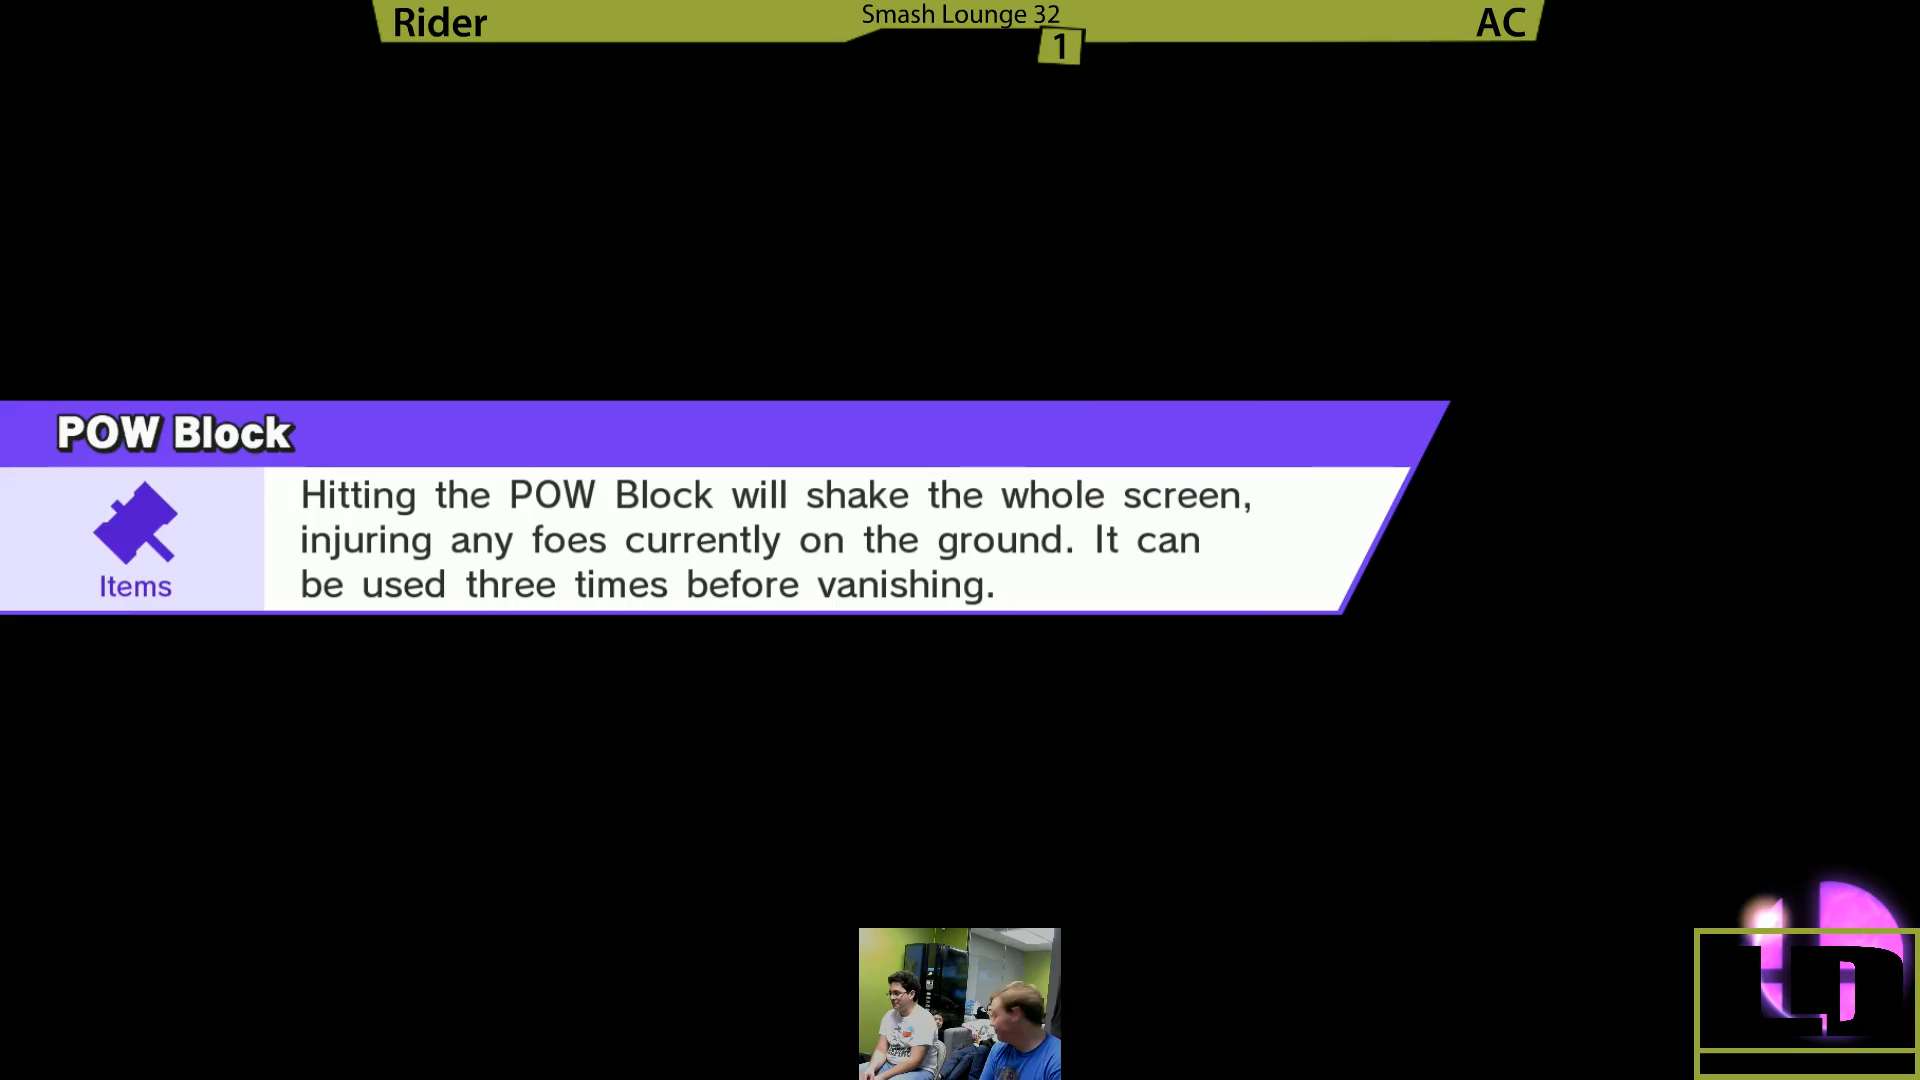 Rider
Smash Lounge 32
AC
1
POW Block
Hitting the POW Block will shake the whole screen,
injuring any foes currently on the ground. It can
be used three times before vanishing.
Items